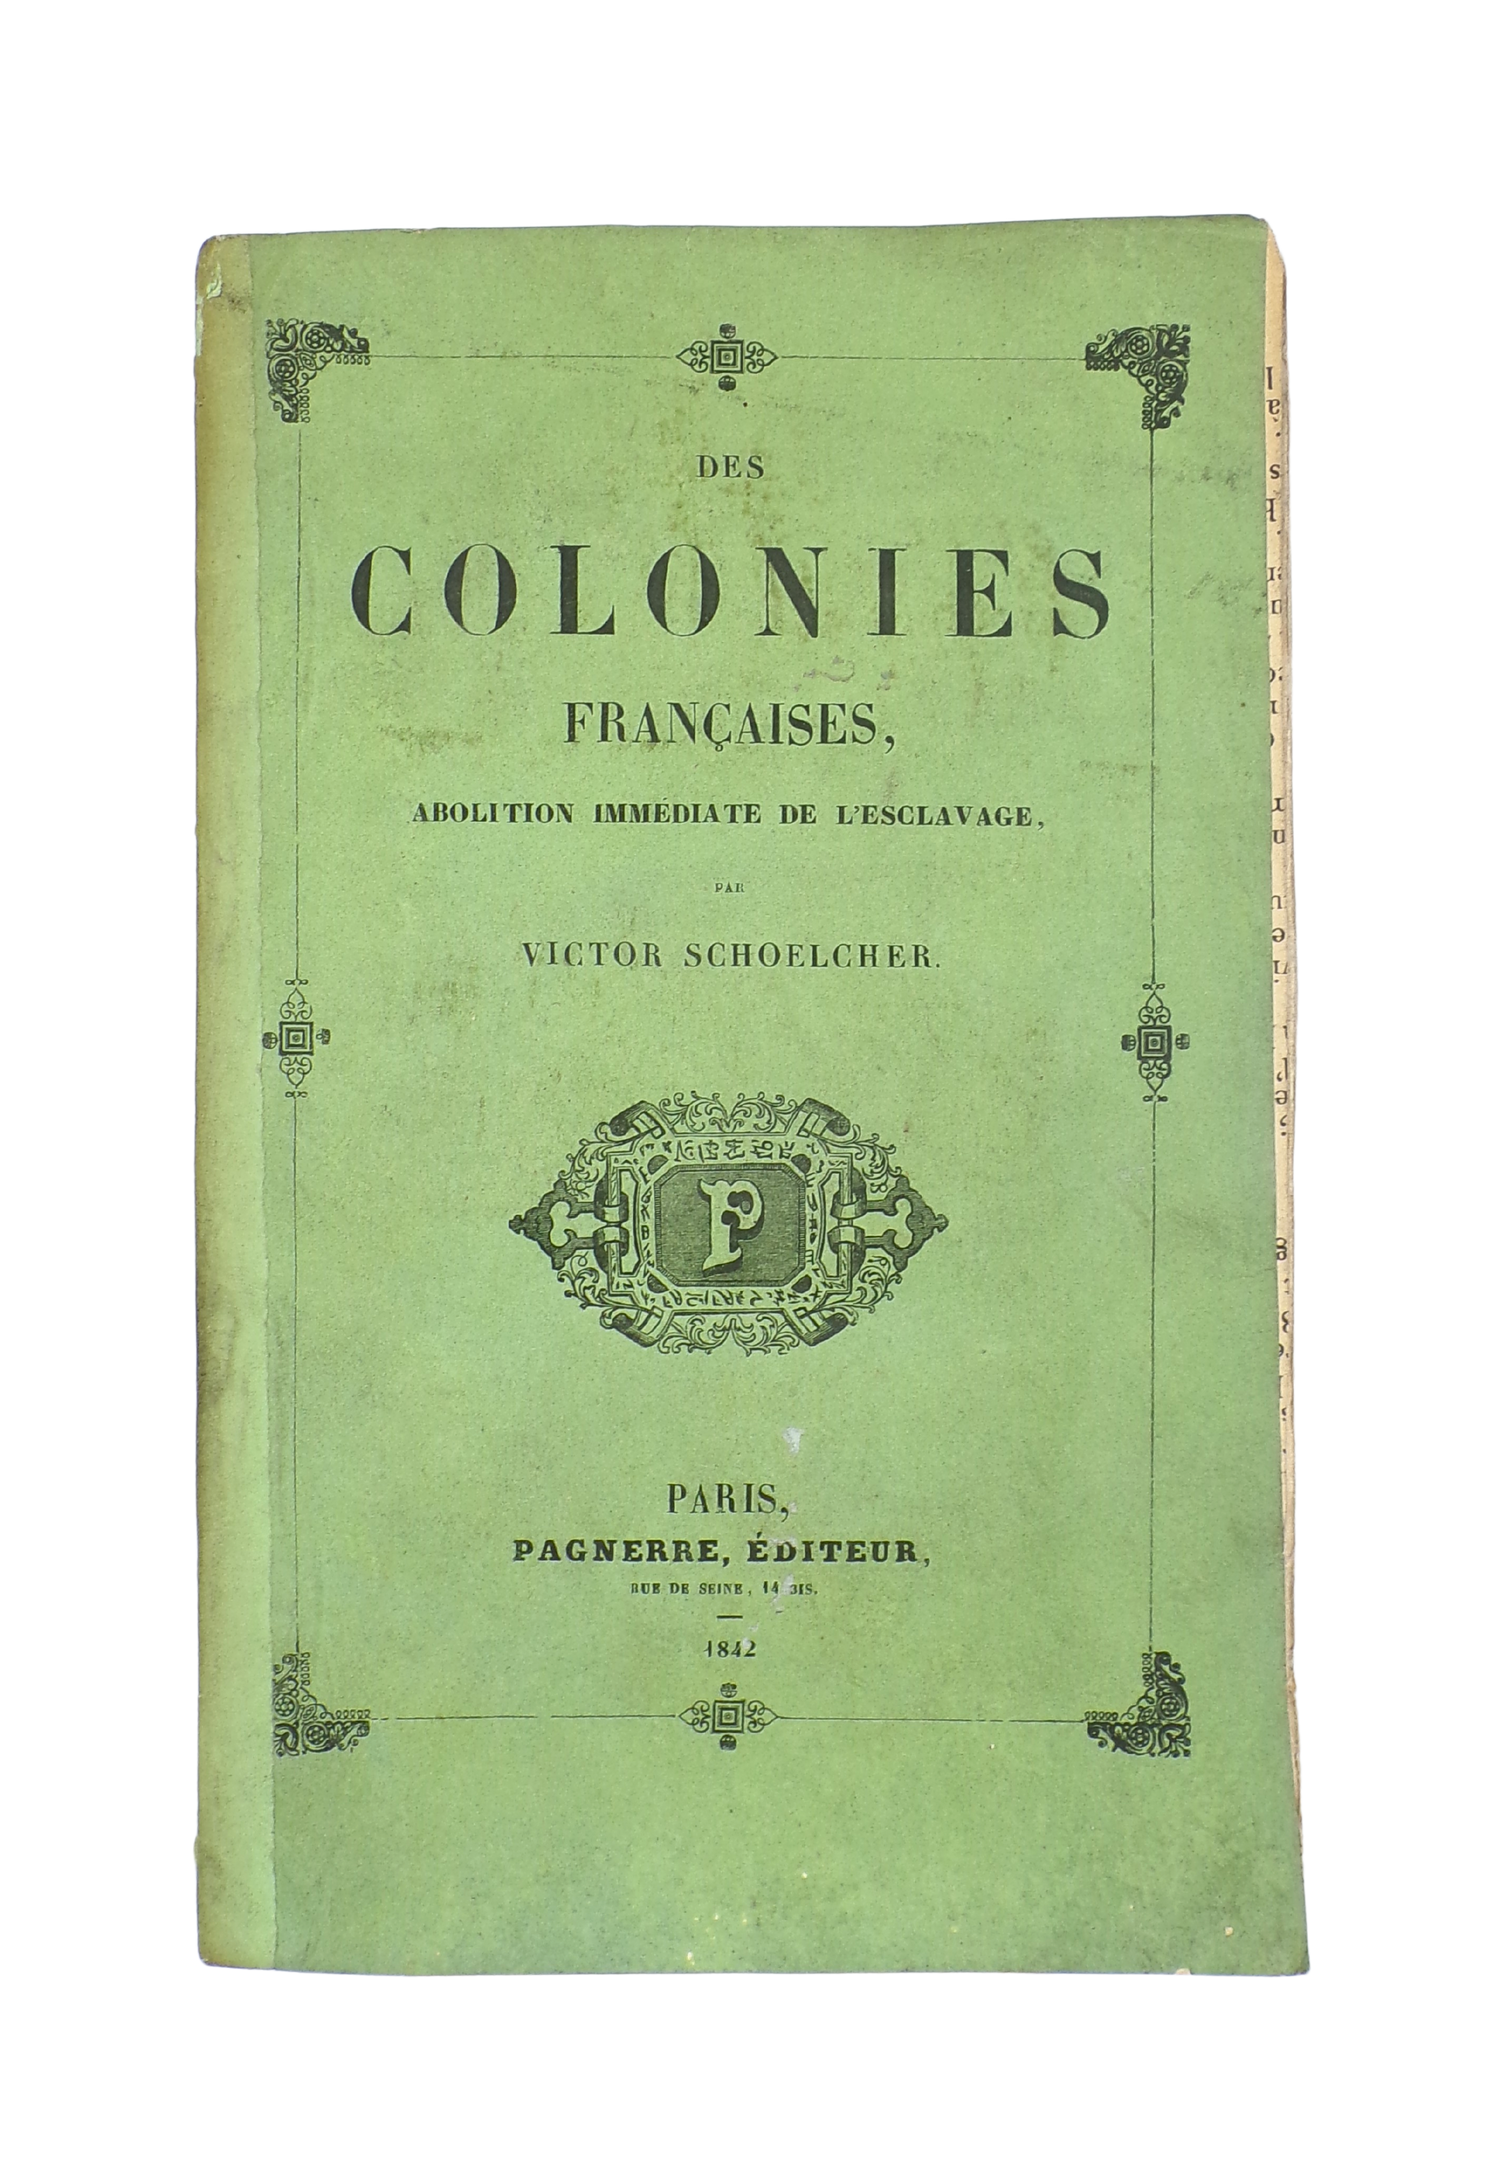 DES
COLONIES
FRANÇAISES,
ABOLITION IMMÉDIATE DE L'ESCLAVAGE,
PAR
VICTOR SCHOELCHER.
P
PARIS,
PAGNERRE, ÉDITEUR,
RUE DE SEINE, 14 BIS.
1842